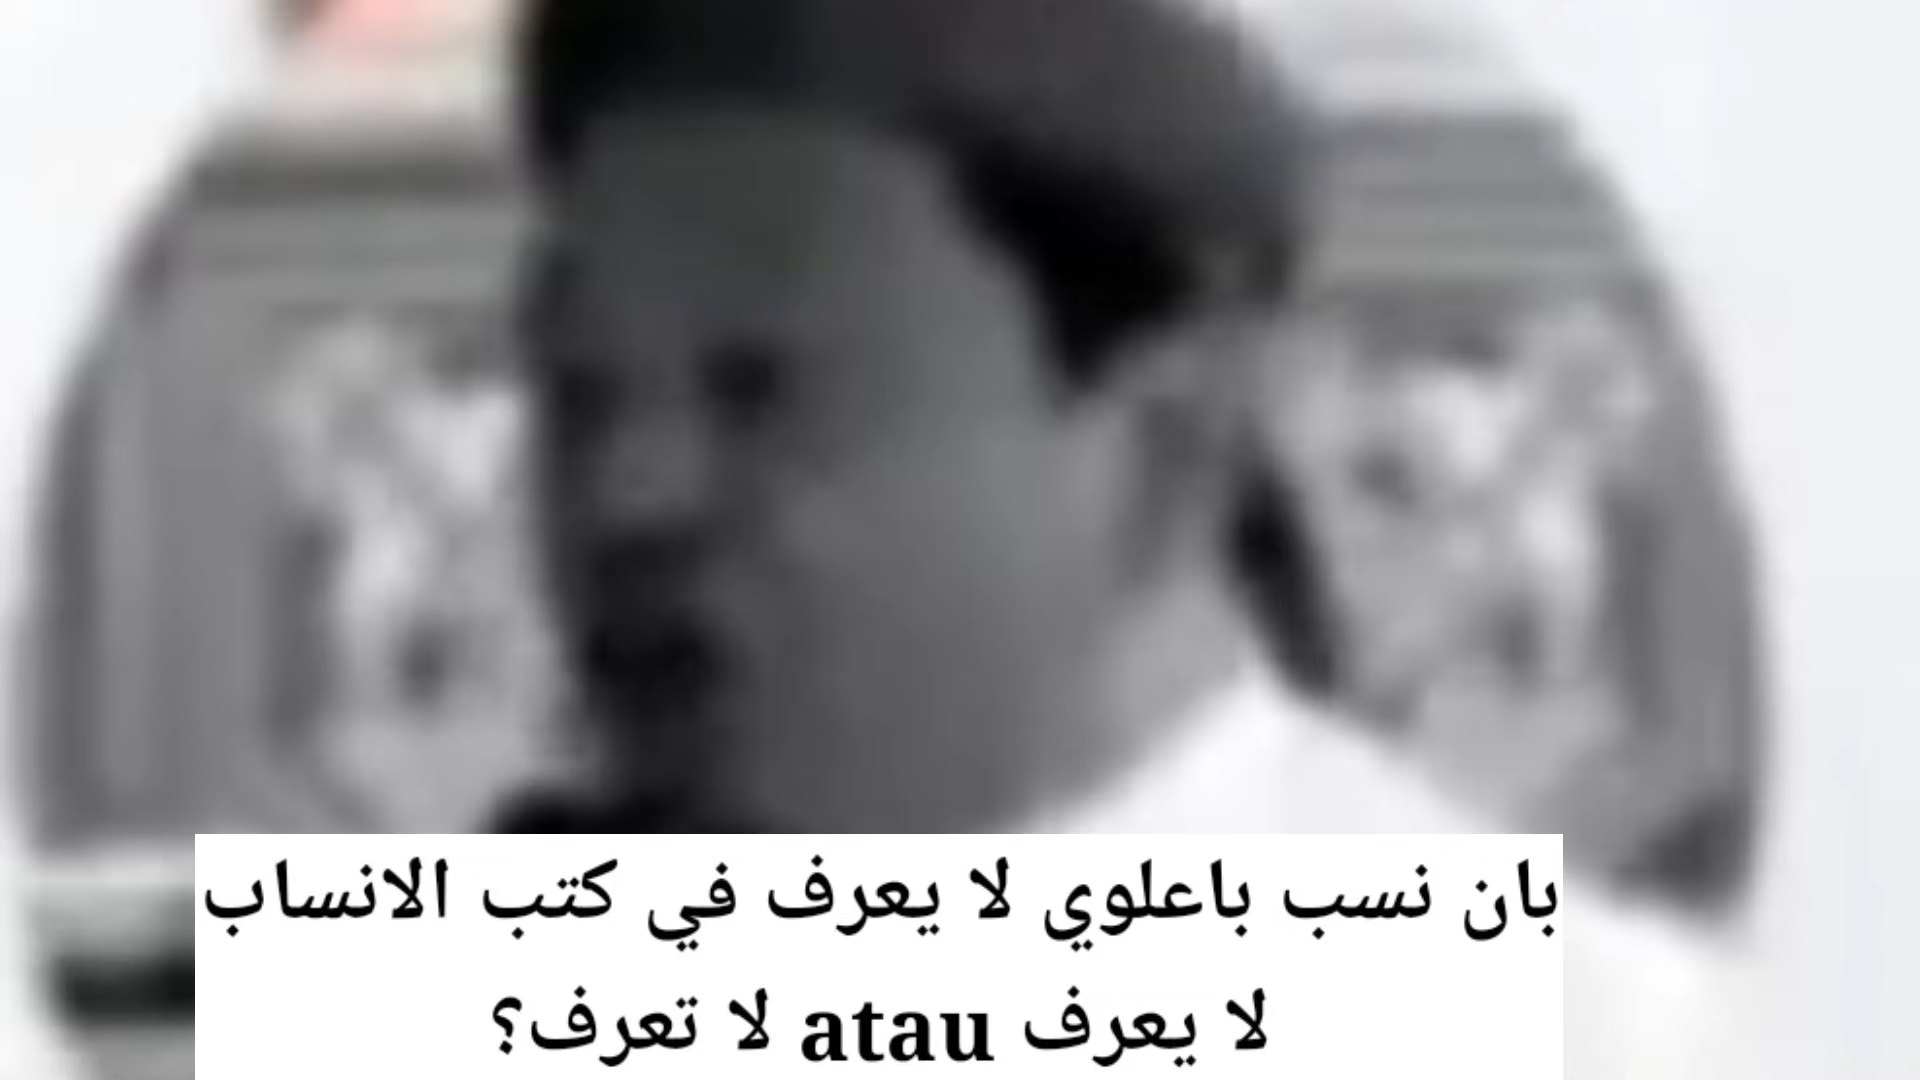 بان نسب باعلوي لا يعرف في كتب الانساب
لا يعرف atau لا تعرف؟